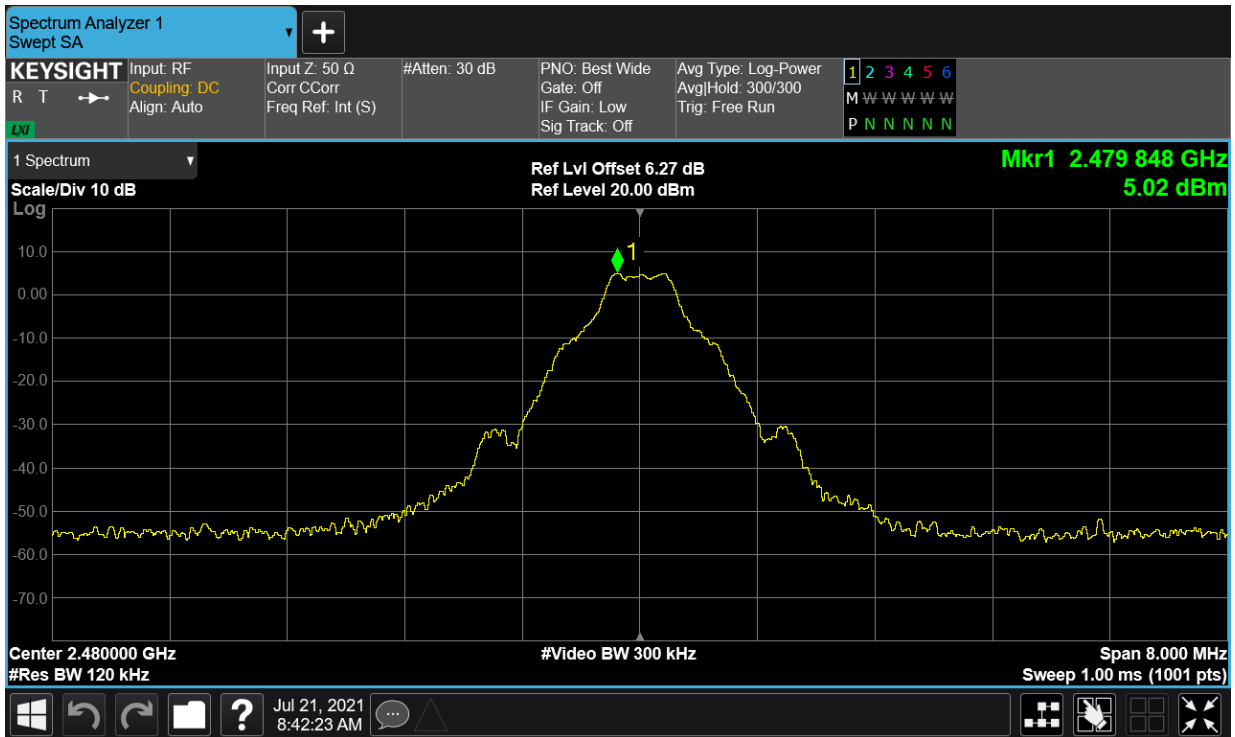 Spectrum Analyzer 1
Swept SA
KEYSIGHT
R T
LXI
Input: RF
Coupling: DC
Align: Auto
Input Z: 50 Ω
Corr CCorr
Freq Ref: Int (S)
#Atten: 30 dB
PNO: Best Wide
Gate: Off
IF Gain: Low
Sig Track: Off
Avg Type: Log-Power
Avg|Hold: 300/300
Trig: Free Run
1 2 3 4 5 6
M W W W W W
P N N N N N
1 Spectrum
Scale/Div 10 dB
Log
Ref Lvl Offset 6.27 dB
Ref Level 20.00 dBm
Mkr1 2.479 848 GHz
5.02 dBm
1
10.0
0.00
-10.0
-20.0
-30.0
-40.0
-50.0
-60.0
-70.0
Center 2.480000 GHz
#Res BW 120 kHz
#Video BW 300 kHz
Span 8.000 MHz
Sweep 1.00 ms (1001 pts)
?
Jul 21, 2021
8:42:23 AM